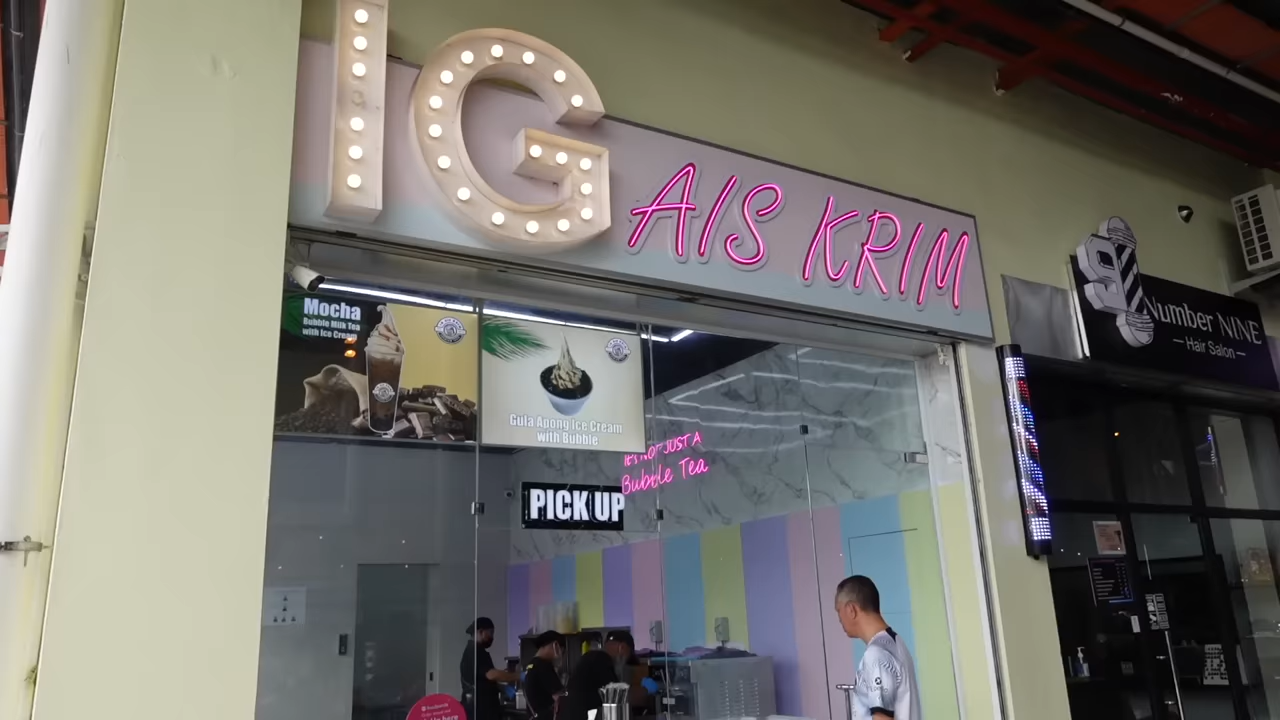 IG
AIS KRIM
Mocha
Bubble Milk Tea
with Ice Cream
Gula Apong Ice Cream
with Bubble
IT'S NOT JUST A
Bubble Tea
PICK UP
9
Number NINE
Hair Salon